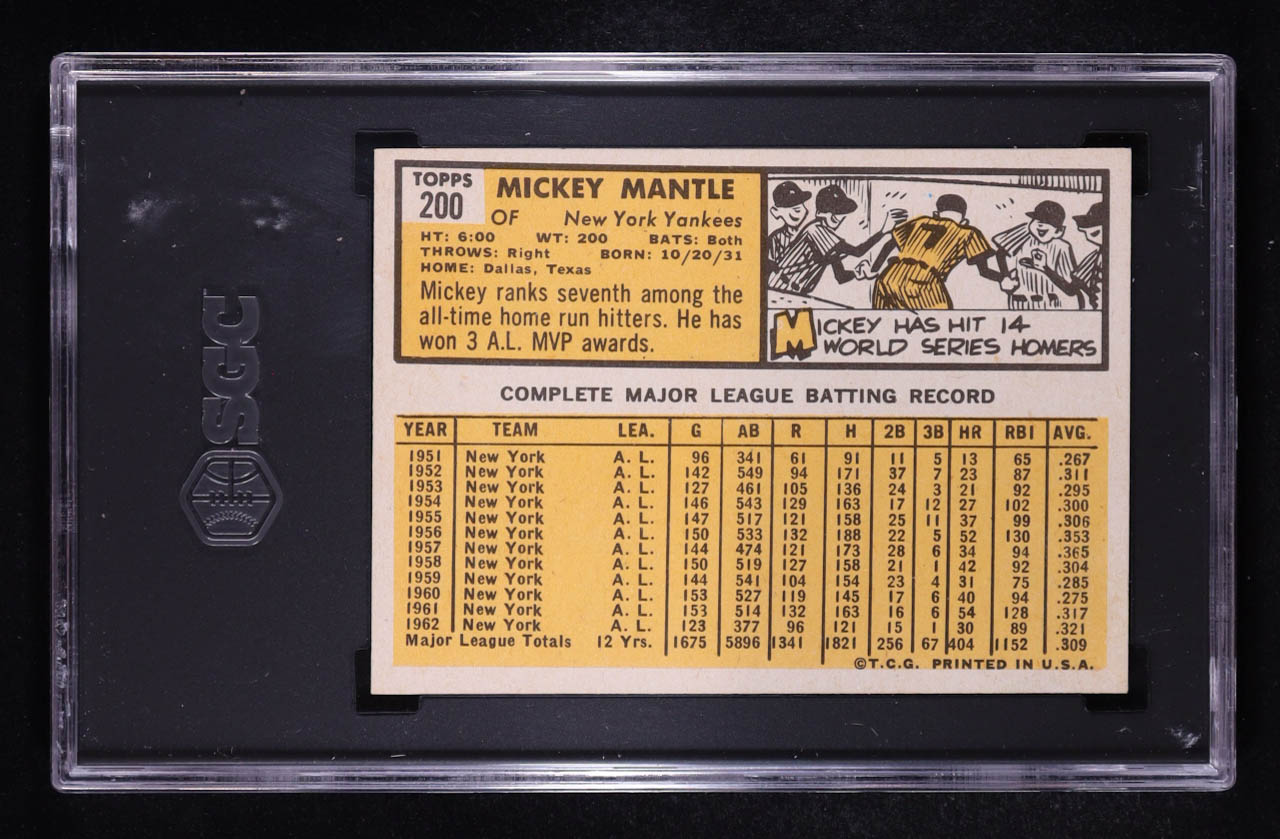 TOPPS
200
MICKEY MANTLE
OF New York Yankees
HT: 6:00 WT: 200 BATS: Both
THROWS: Right BORN: 10/20/31
HOME: Dallas, Texas
Mickey ranks seventh among the
all-time home run hitters. He has
won 3 A.L. MVP awards.
7
MICKEY HAS HIT 14
WORLD SERIES HOMERS
COMPLETE MAJOR LEAGUE BATTING RECORD
YEAR TEAM LEA. G AB R H 2B 3B HR RBI AVG.
1951 New York A. L. 96 341 61 91 11 5 13 65 .267
1952 New York A. L. 142 549 94 171 37 7 23 87 .311
1953 New York A. L. 127 461 105 136 24 3 21 92 .295
1954 New York A. L. 146 543 129 163 17 12 27 102 .300
1955 New York A. L. 147 517 121 158 25 11 37 99 .306
1956 New York A. L. 150 533 132 188 22 5 52 130 .353
1957 New York A. L. 144 474 121 173 28 6 34 94 .365
1958 New York A. L. 150 519 127 158 21 1 42 92 .304
1959 New York A. L. 144 541 104 154 23 4 31 75 .285
1960 New York A. L. 153 527 119 145 17 6 40 94 .275
1961 New York A. L. 153 514 132 163 16 6 54 128 .317
1962 New York A. L. 123 377 96 121 15 1 30 89 .321
Major League Totals 12 Yrs. 1675 5896 1341 1821 256 67 404 1152 .309
©T.C.G. PRINTED IN U.S.A.
SGC